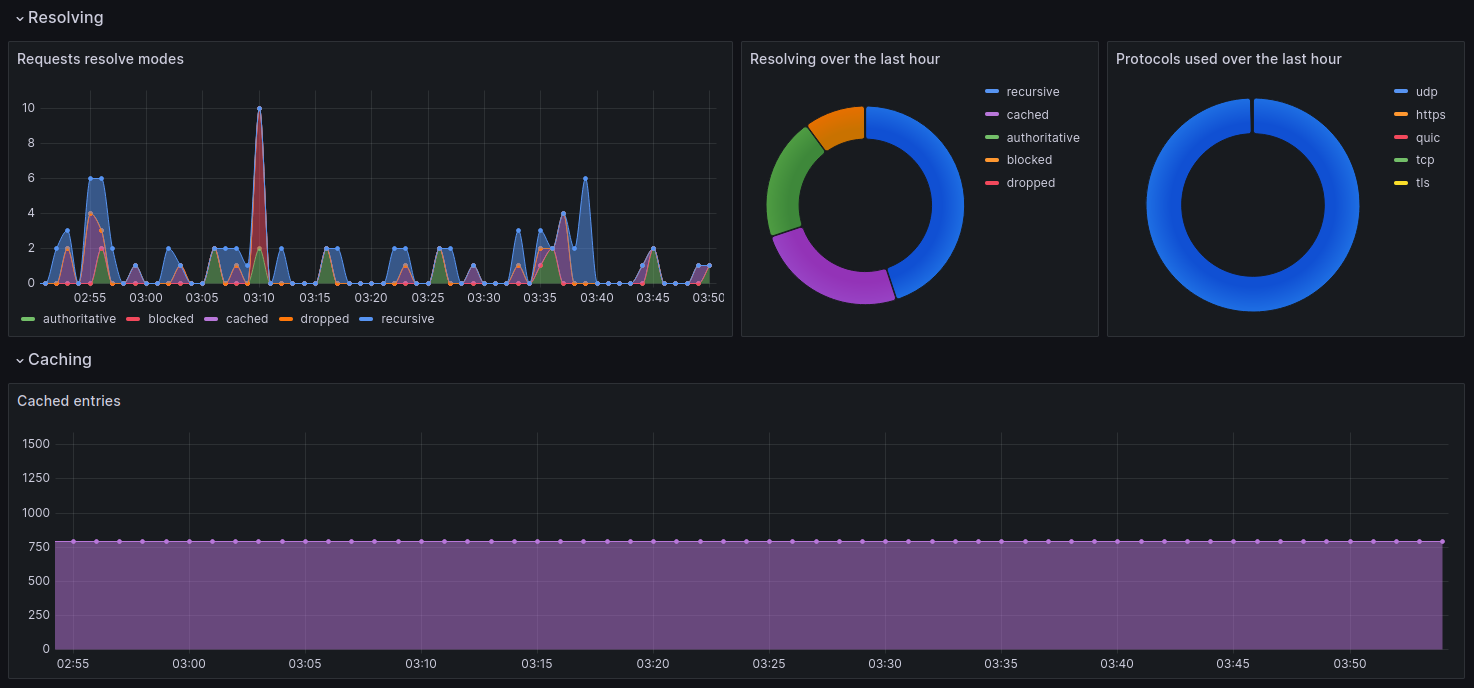 Resolving
Requests resolve modes
10
8
6
4
2
0
02:55 03:00 03:05 03:10 03:15 03:20 03:25 03:30 03:35 03:40 03:45 03:50
authoritative blocked cached dropped recursive
Resolving over the last hour
recursive
cached
authoritative
blocked
dropped
Protocols used over the last hour
udp
https
quic
tcp
tls
Caching
Cached entries
1500
1250
1000
750
500
250
0
02:55 03:00 03:05 03:10 03:15 03:20 03:25 03:30 03:35 03:40 03:45 03:50